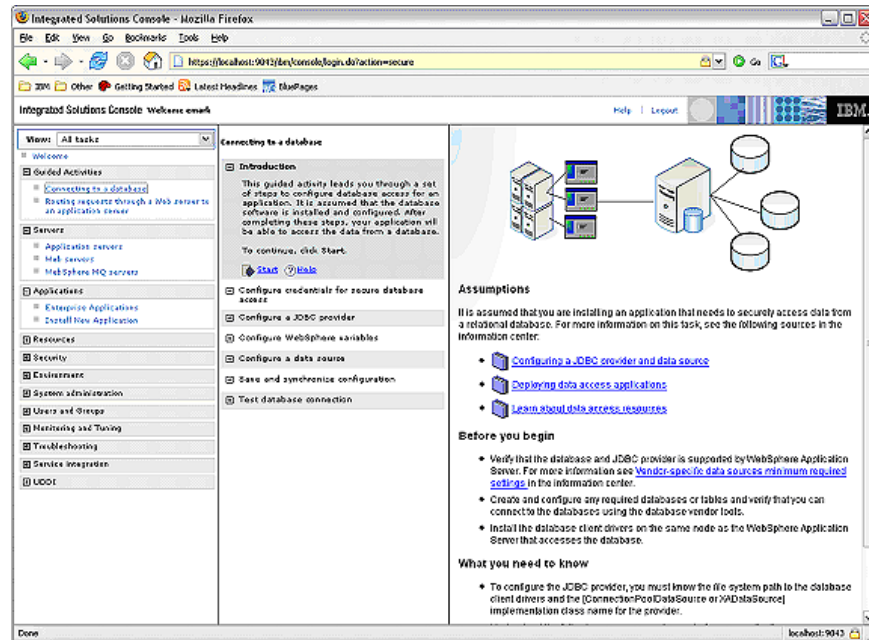 Integrated Solutions Console - Mozilla Firefox
File Edit View Go Bookmarks Tools Help
https://localhost:9043/ibm/console/login.do?action=secure
Go
IBM Other Getting Started Latest Headlines BluePages
Integrated Solutions Console Welcome
Help | Logout
IBM.
View: All tasks
Welcome
Guided Activities
Connecting to a database
Routing requests through a Web server to
an application server
Servers
Application servers
Web servers
WebSphere MQ servers
Applications
Enterprise Applications
Install New Application
Resources
Security
Environment
System administration
Users and Groups
Monitoring and Tuning
Troubleshooting
Service integration
UDDI
Connecting to a database
Introduction
This guided activity leads you through a set
of steps to configure database access for an
application. It is assumed that the database
software is installed and configured. After
completing these steps, your application will
be able to access the data from a database.
To continue, click Start.
Start Help
Configure credentials for secure database
access
Configure a JDBC provider
Configure WebSphere variables
Configure a data source
Save and synchronize configuration
Test database connection
Assumptions
It is assumed that you are installing an application that needs to securely access data from
a relational database. For more information on this task, see the following sources in the
information center:
Configuring a JDBC provider and data source
Deploying data access applications
Learn about data access resources
Before you begin
Verify that the database and JDBC provider is supported by WebSphere Application
Server. For more information see Vendor-specific data sources minimum required
settings in the information center.
Create and configure any required databases or tables and verify that you can
connect to the databases using the database vendor tools.
Install the database client drivers on the same node as the WebSphere Application
Server that accesses the database.
What you need to know
To configure the JDBC provider, you must know the file system path to the database
client drivers and the [ConnectionPoolDataSource or XADataSource]
implementation class name for the provider.
Done
localhost:9043